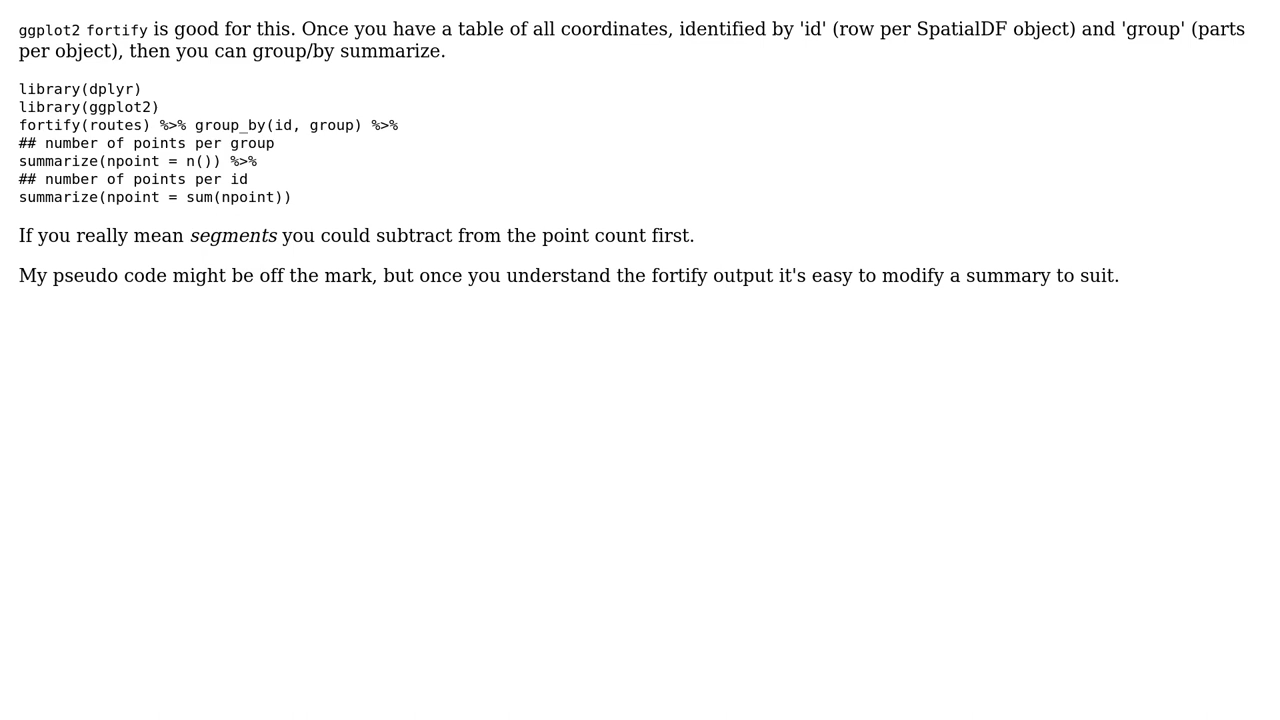 ggplot2 fortify is good for this. Once you have a table of all coordinates, identified by 'id' (row per SpatialDF object) and 'group' (parts
per object), then you can group/by summarize.
library(dplyr)
library(ggplot2)
fortify(routes) %>% group_by(id, group) %>%
## number of points per group
summarize(npoint = n()) %>%
## number of points per id
summarize(npoint = sum(npoint))
If you really mean segments you could subtract from the point count first.
My pseudo code might be off the mark, but once you understand the fortify output it's easy to modify a summary to suit.